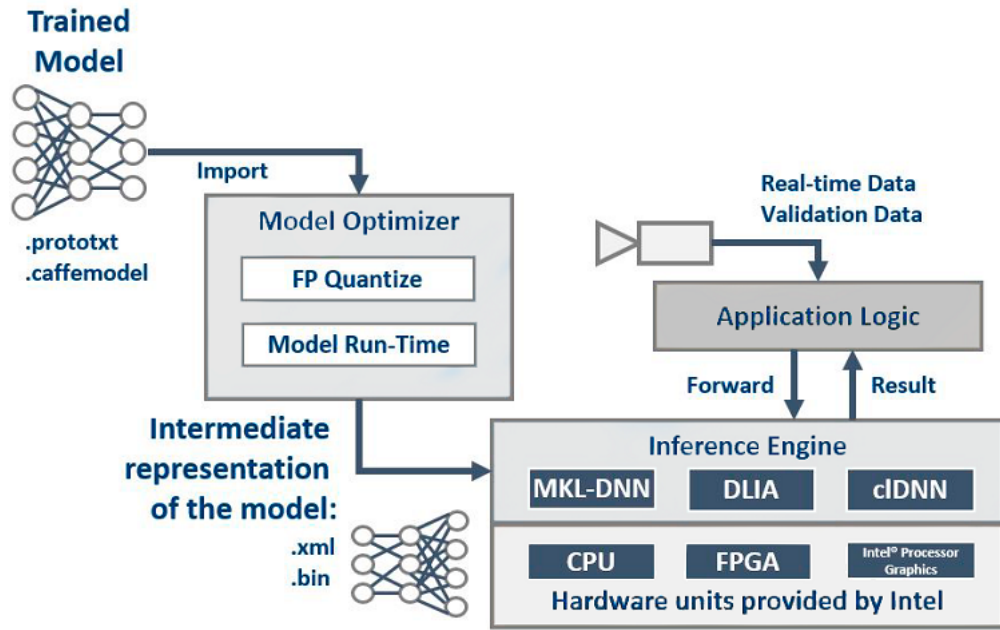 Trained
Model
.prototxt
.caffemodel
Import
Model Optimizer
FP Quantize
Model Run-Time
Real-time Data
Validation Data
Application Logic
Forward
Result
Intermediate
representation
of the model:
.xml
.bin
Inference Engine
MKL-DNN
DLIA
clDNN
CPU
FPGA
Intel® Processor
Graphics
Hardware units provided by Intel